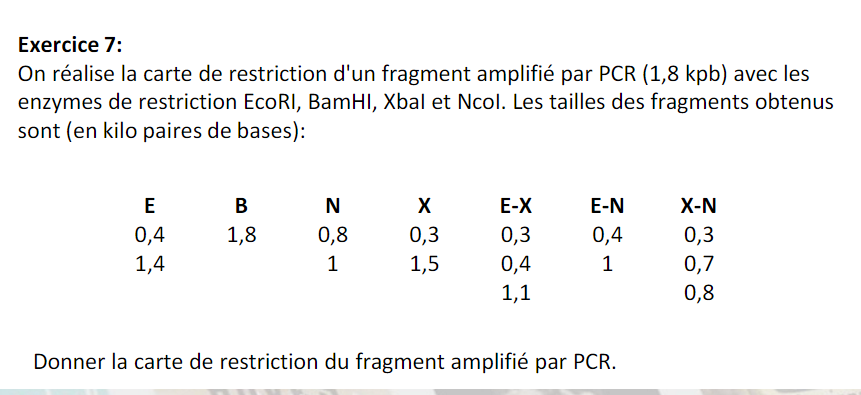 Exercice 7:
On réalise la carte de restriction d'un fragment amplifié par PCR (1,8 kpb) avec les
enzymes de restriction EcoRI, BamHI, Xbal et Ncol. Les tailles des fragments obtenus
sont (en kilo paires de bases):
E B N X E-X E-N X-N
0,4 1,8 0,8 0,3 0,3 0,4 0,3
1,4 1 1,5 0,4 1 0,7
1,1 0,8
Donner la carte de restriction du fragment amplifié par PCR.